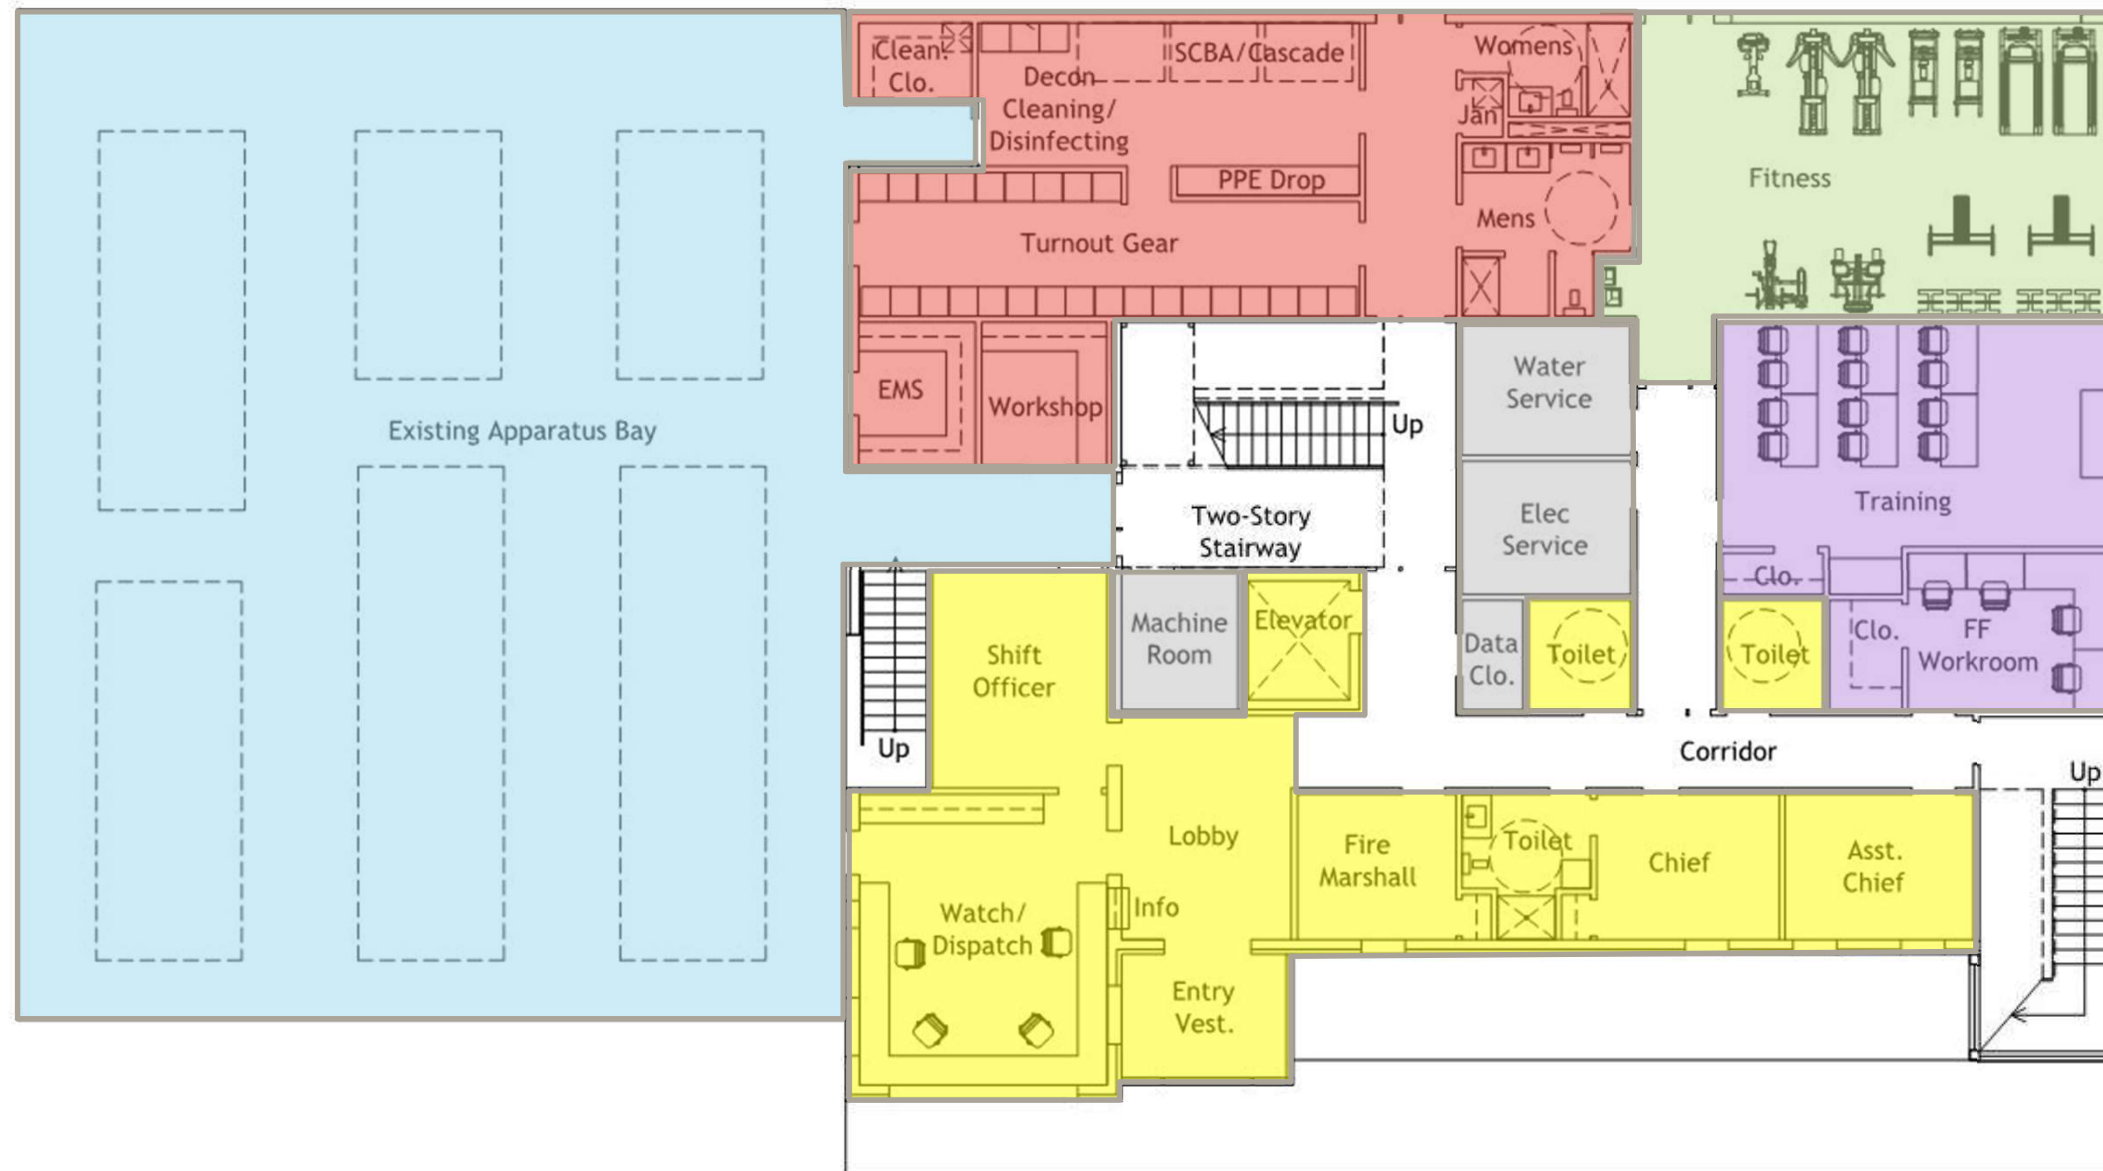 Clean.
Clo.
Decon
Cleaning/
Disinfecting
SCBA/Cascade
Womens
Jan
PPE Drop
Mens
Turnout Gear
Fitness
EMS
Workshop
Existing Apparatus Bay
Up
Water
Service
Two-Story
Stairway
Elec
Service
Training
Clo.
Shift
Officer
Machine
Room
Elevator
Data
Clo.
Toilet
Toilet
Clo.
FF
Workroom
Up
Corridor
Up
Lobby
Fire
Marshall
Toilet
Chief
Asst.
Chief
Watch/
Dispatch
Info
Entry
Vest.